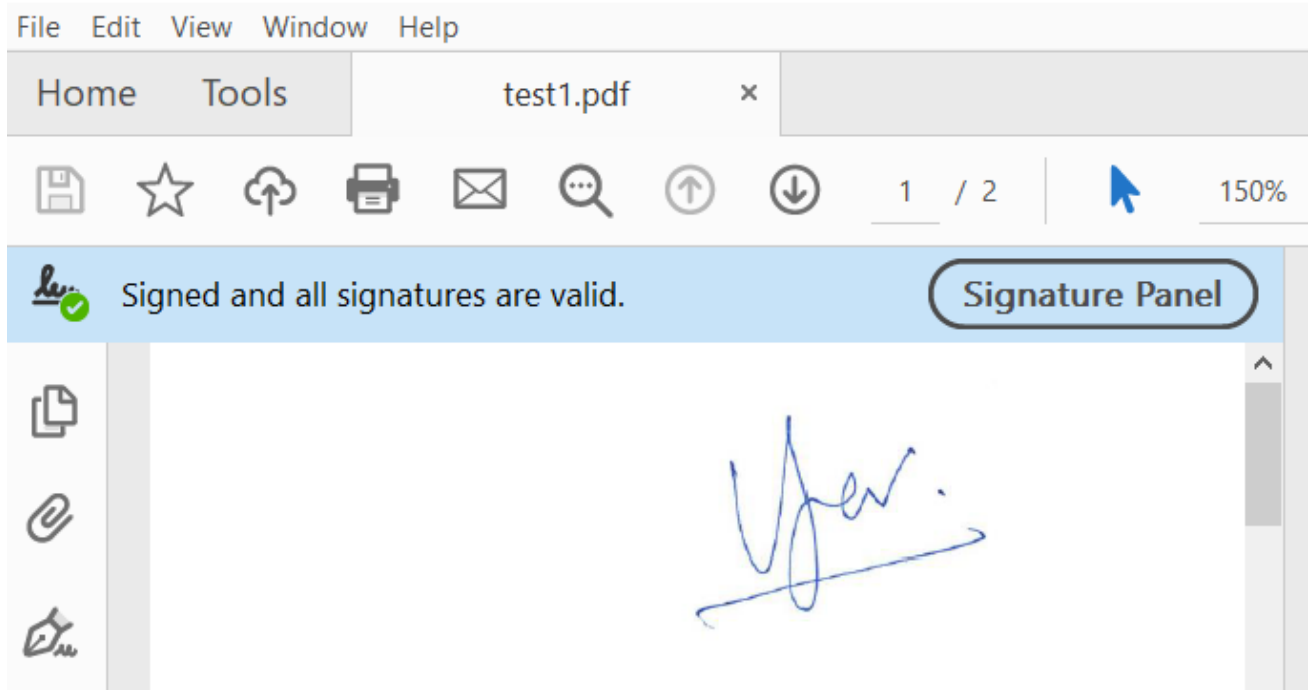 File Edit View Window Help
Home Tools test1.pdf ×
1 / 2 150%
Signed and all signatures are valid. Signature Panel